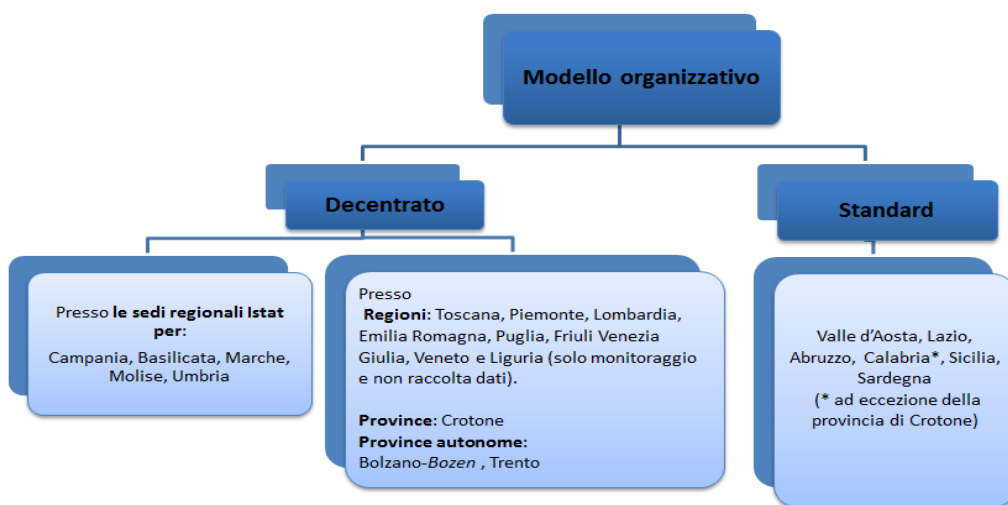 Modello organizzativo
Decentrato
Standard
Presso le sedi regionali Istat
per:
Campania, Basilicata, Marche,
Molise, Umbria
Presso
Regioni: Toscana, Piemonte, Lombardia,
Emilia Romagna, Puglia, Friuli Venezia
Giulia, Veneto e Liguria (solo monitoraggio
e non raccolta dati).
Province: Crotone
Province autonome:
Bolzano-Bozen , Trento
Valle d’Aosta, Lazio,
Abruzzo, Calabria*, Sicilia,
Sardegna
(* ad eccezione della
provincia di Crotone)